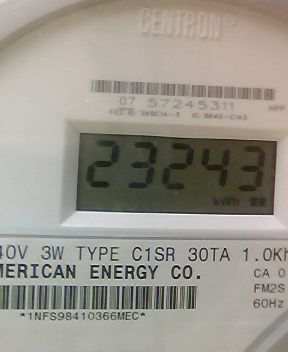 CENTRON®
07 57245311
23243
kWh
40V 3W TYPE C1SR 30TA 1.0Kh
MERICAN ENERGY CO.
CA 0
FM2S
60Hz
*1NFS98410366MEC*